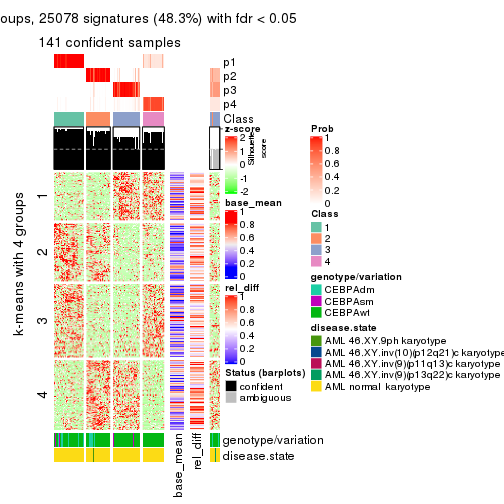 oups, 25078 signatures (48.3%) with fdr < 0.05
141 confident samples
p1
p2
p3
p4
Class
z-score
2
1
0
-1
-2
Silhouette score
base_mean
1
0.8
0.6
0.4
0.2
0
rel_diff
1
0.8
0.6
0.4
0.2
0
Status (barplots)
confident
ambiguous
Prob
1
0.8
0.6
0.4
0.2
0
Class
1
2
3
4
genotype/variation
CEBPAdm
CEBPAsm
CEBPAwt
disease.state
AML 46.XY.9ph karyotype
AML 46.XY.inv(10)(p12q21)c karyotype
AML 46.XY.inv(9)(p11q13)c karyotype
AML 46.XY.inv(9)(p13q22)c karyotype
AML normal karyotype
k-means with 4 groups
1
2
3
4
genotype/variation
disease.state
base_mean
rel_diff